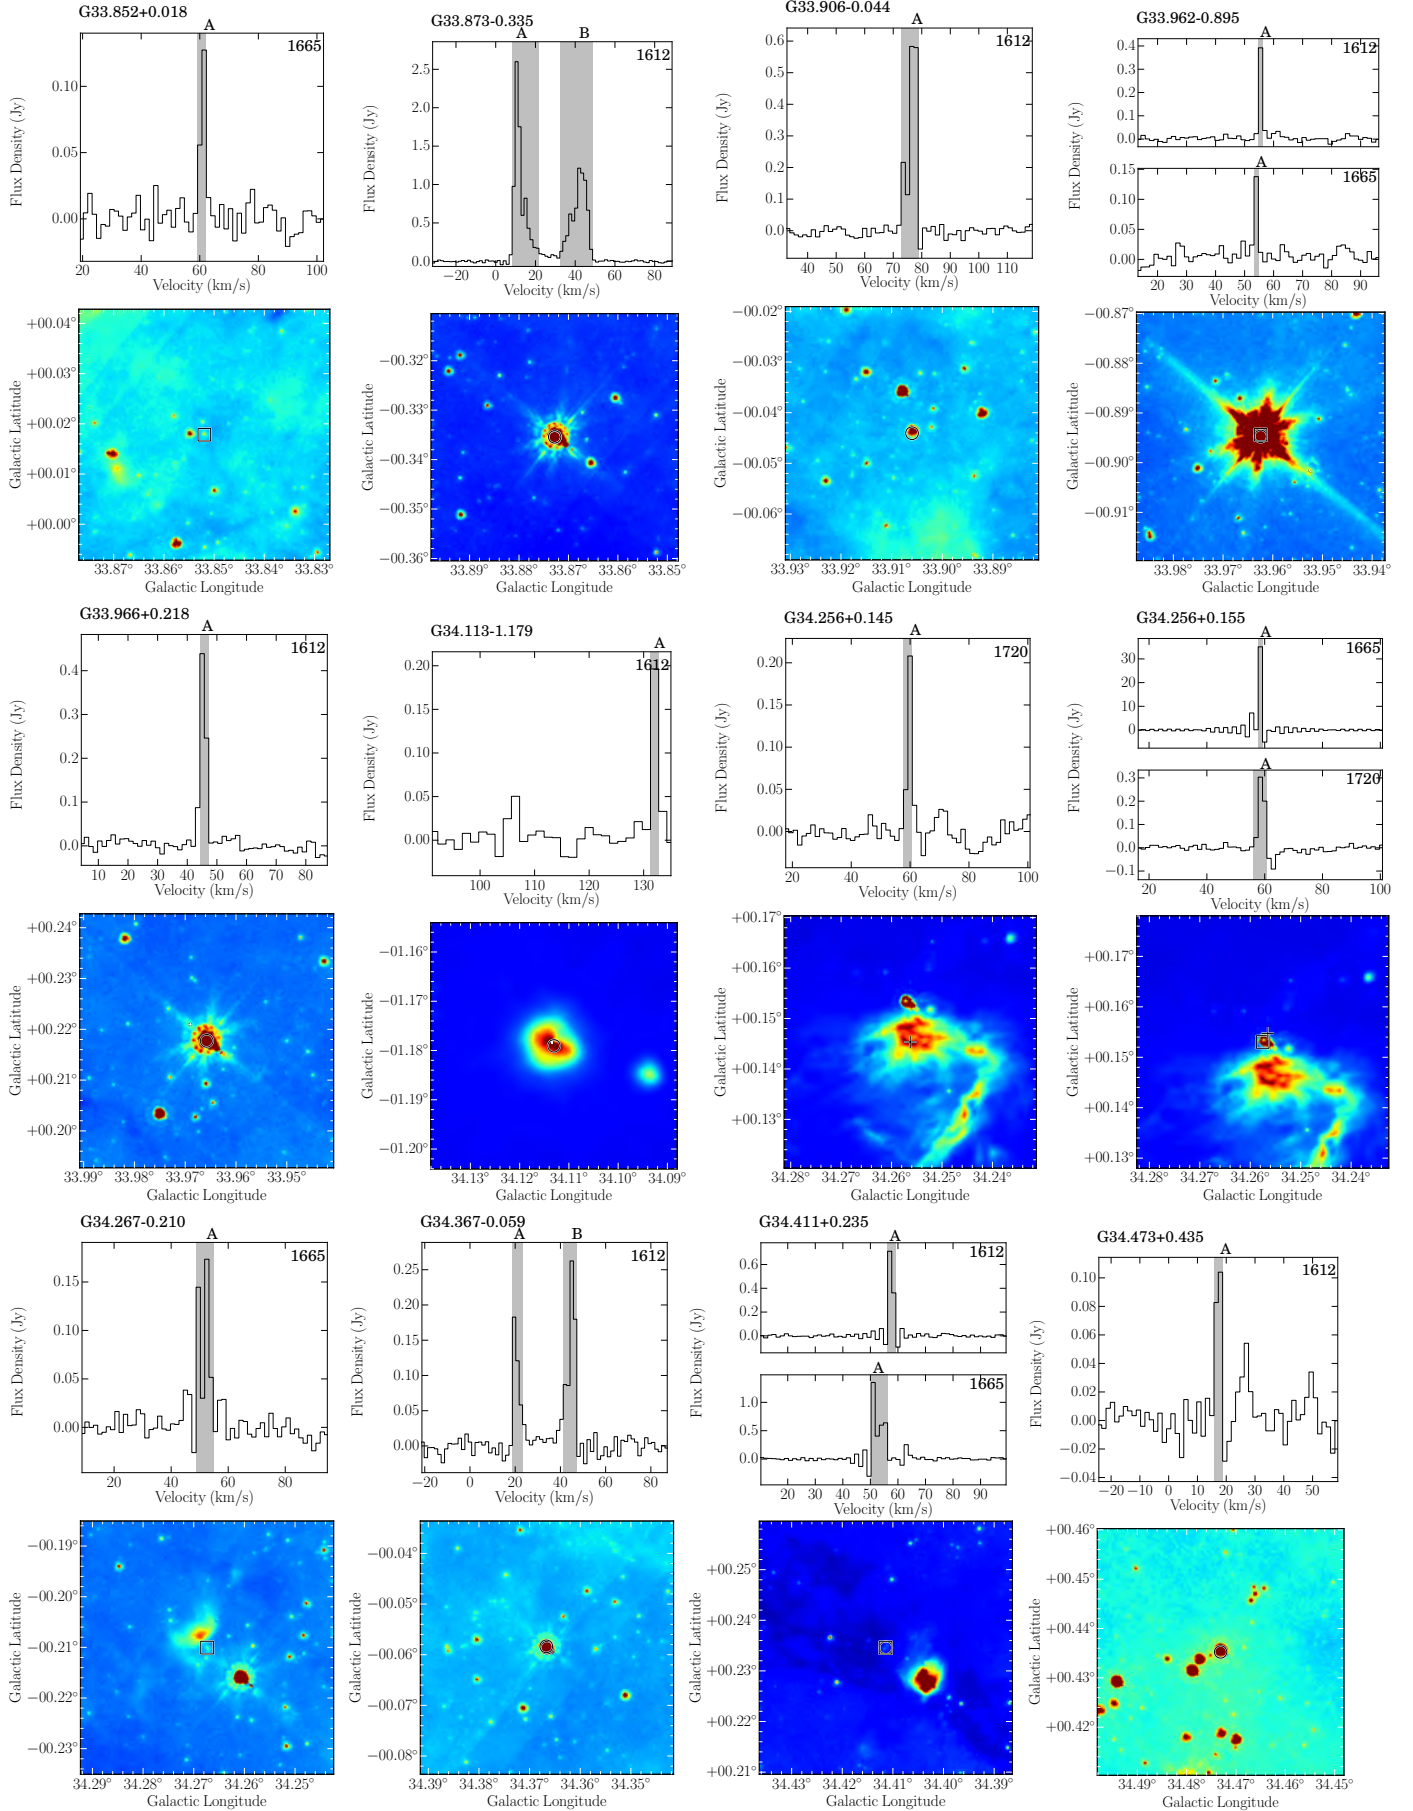 G33.852+0.018
A
1665
0.10
0.05
0.00
Flux Density (Jy)
20 40 60 80 100
Velocity (km/s)
G33.873-0.335
A B
1612
2.5
2.0
1.5
1.0
0.5
0.0
Flux Density (Jy)
−20 0 20 40 60 80
Velocity (km/s)
G33.906-0.044
A
1612
0.6
0.5
0.4
0.3
0.2
0.1
0.0
Flux Density (Jy)
40 50 60 70 80 90 100 110
Velocity (km/s)
G33.962-0.895
A
1612
0.4
0.3
0.2
0.1
0.0
A
1665
0.15
0.10
0.05
0.00
Flux Density (Jy)
20 30 40 50 60 70 80 90
Velocity (km/s)
+00.04°
+00.03°
+00.02°
+00.01°
+00.00°
Galactic Latitude
33.87° 33.86° 33.85° 33.84° 33.83°
Galactic Longitude
−00.32°
−00.33°
−00.34°
−00.35°
−00.36°
Galactic Latitude
33.89° 33.88° 33.87° 33.86° 33.85°
Galactic Longitude
−00.02°
−00.03°
−00.04°
−00.05°
−00.06°
Galactic Latitude
33.93° 33.92° 33.91° 33.90° 33.89°
Galactic Longitude
−00.87°
−00.88°
−00.89°
−00.90°
−00.91°
Galactic Latitude
33.98° 33.97° 33.96° 33.95° 33.94°
Galactic Longitude
G33.966+0.218
A
1612
0.4
0.3
0.2
0.1
0.0
Flux Density (Jy)
10 20 30 40 50 60 70 80
Velocity (km/s)
G34.113-1.179
A
1612
0.20
0.15
0.10
0.05
0.00
Flux Density (Jy)
100 110 120 130
Velocity (km/s)
G34.256+0.145
A
1720
0.20
0.15
0.10
0.05
0.00
Flux Density (Jy)
20 40 60 80 100
Velocity (km/s)
G34.256+0.155
A
1665
30
20
10
0
20 40 60 80 100
A
1720
0.3
0.2
0.1
0.0
−0.1
Flux Density (Jy)
20 40 60 80 100
Velocity (km/s)
+00.24°
+00.23°
+00.22°
+00.21°
+00.20°
Galactic Latitude
33.99° 33.98° 33.97° 33.96° 33.95°
Galactic Longitude
−01.16°
−01.17°
−01.18°
−01.19°
−01.20°
Galactic Latitude
34.13° 34.12° 34.11° 34.10° 34.09°
Galactic Longitude
+00.17°
+00.16°
+00.15°
+00.14°
+00.13°
Galactic Latitude
34.28° 34.27° 34.26° 34.25° 34.24°
Galactic Longitude
+00.17°
+00.16°
+00.15°
+00.14°
+00.13°
Galactic Latitude
34.28° 34.27° 34.26° 34.25° 34.24°
Galactic Longitude
G34.267-0.210
A
1665
0.15
0.10
0.05
0.00
Flux Density (Jy)
20 40 60 80
Velocity (km/s)
G34.367-0.059
A B
1612
0.25
0.20
0.15
0.10
0.05
0.00
Flux Density (Jy)
−20 0 20 40 60 80
Velocity (km/s)
G34.411+0.235
A
1612
0.6
0.4
0.2
0.0
A
1665
1.0
0.5
0.0
Flux Density (Jy)
20 30 40 50 60 70 80 90
Velocity (km/s)
G34.473+0.435
A
1612
0.10
0.08
0.06
0.04
0.02
0.00
−0.02
−0.04
Flux Density (Jy)
−20 −10 0 10 20 30 40 50
Velocity (km/s)
−00.19°
−00.20°
−00.21°
−00.22°
−00.23°
Galactic Latitude
34.29° 34.28° 34.27° 34.26° 34.25°
Galactic Longitude
−00.04°
−00.05°
−00.06°
−00.07°
−00.08°
Galactic Latitude
34.39° 34.38° 34.37° 34.36° 34.35°
Galactic Longitude
+00.25°
+00.24°
+00.23°
+00.22°
+00.21°
Galactic Latitude
34.43° 34.42° 34.41° 34.40° 34.39°
Galactic Longitude
+00.46°
+00.45°
+00.44°
+00.43°
+00.42°
Galactic Latitude
34.49° 34.48° 34.47° 34.46° 34.45°
Galactic Longitude